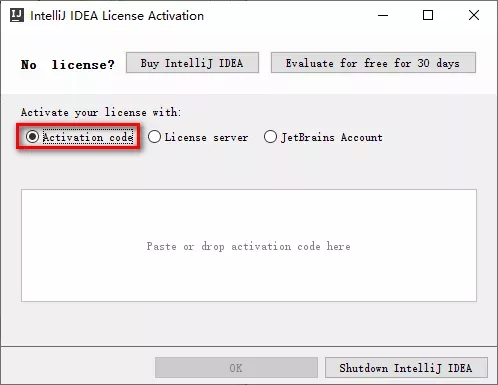 IJ IntelliJ IDEA License Activation
No license? Buy IntelliJ IDEA Evaluate for free for 30 days
Activate your license with:
Activation code License server JetBrains Account
Paste or drop activation code here
OK Shutdown IntelliJ IDEA